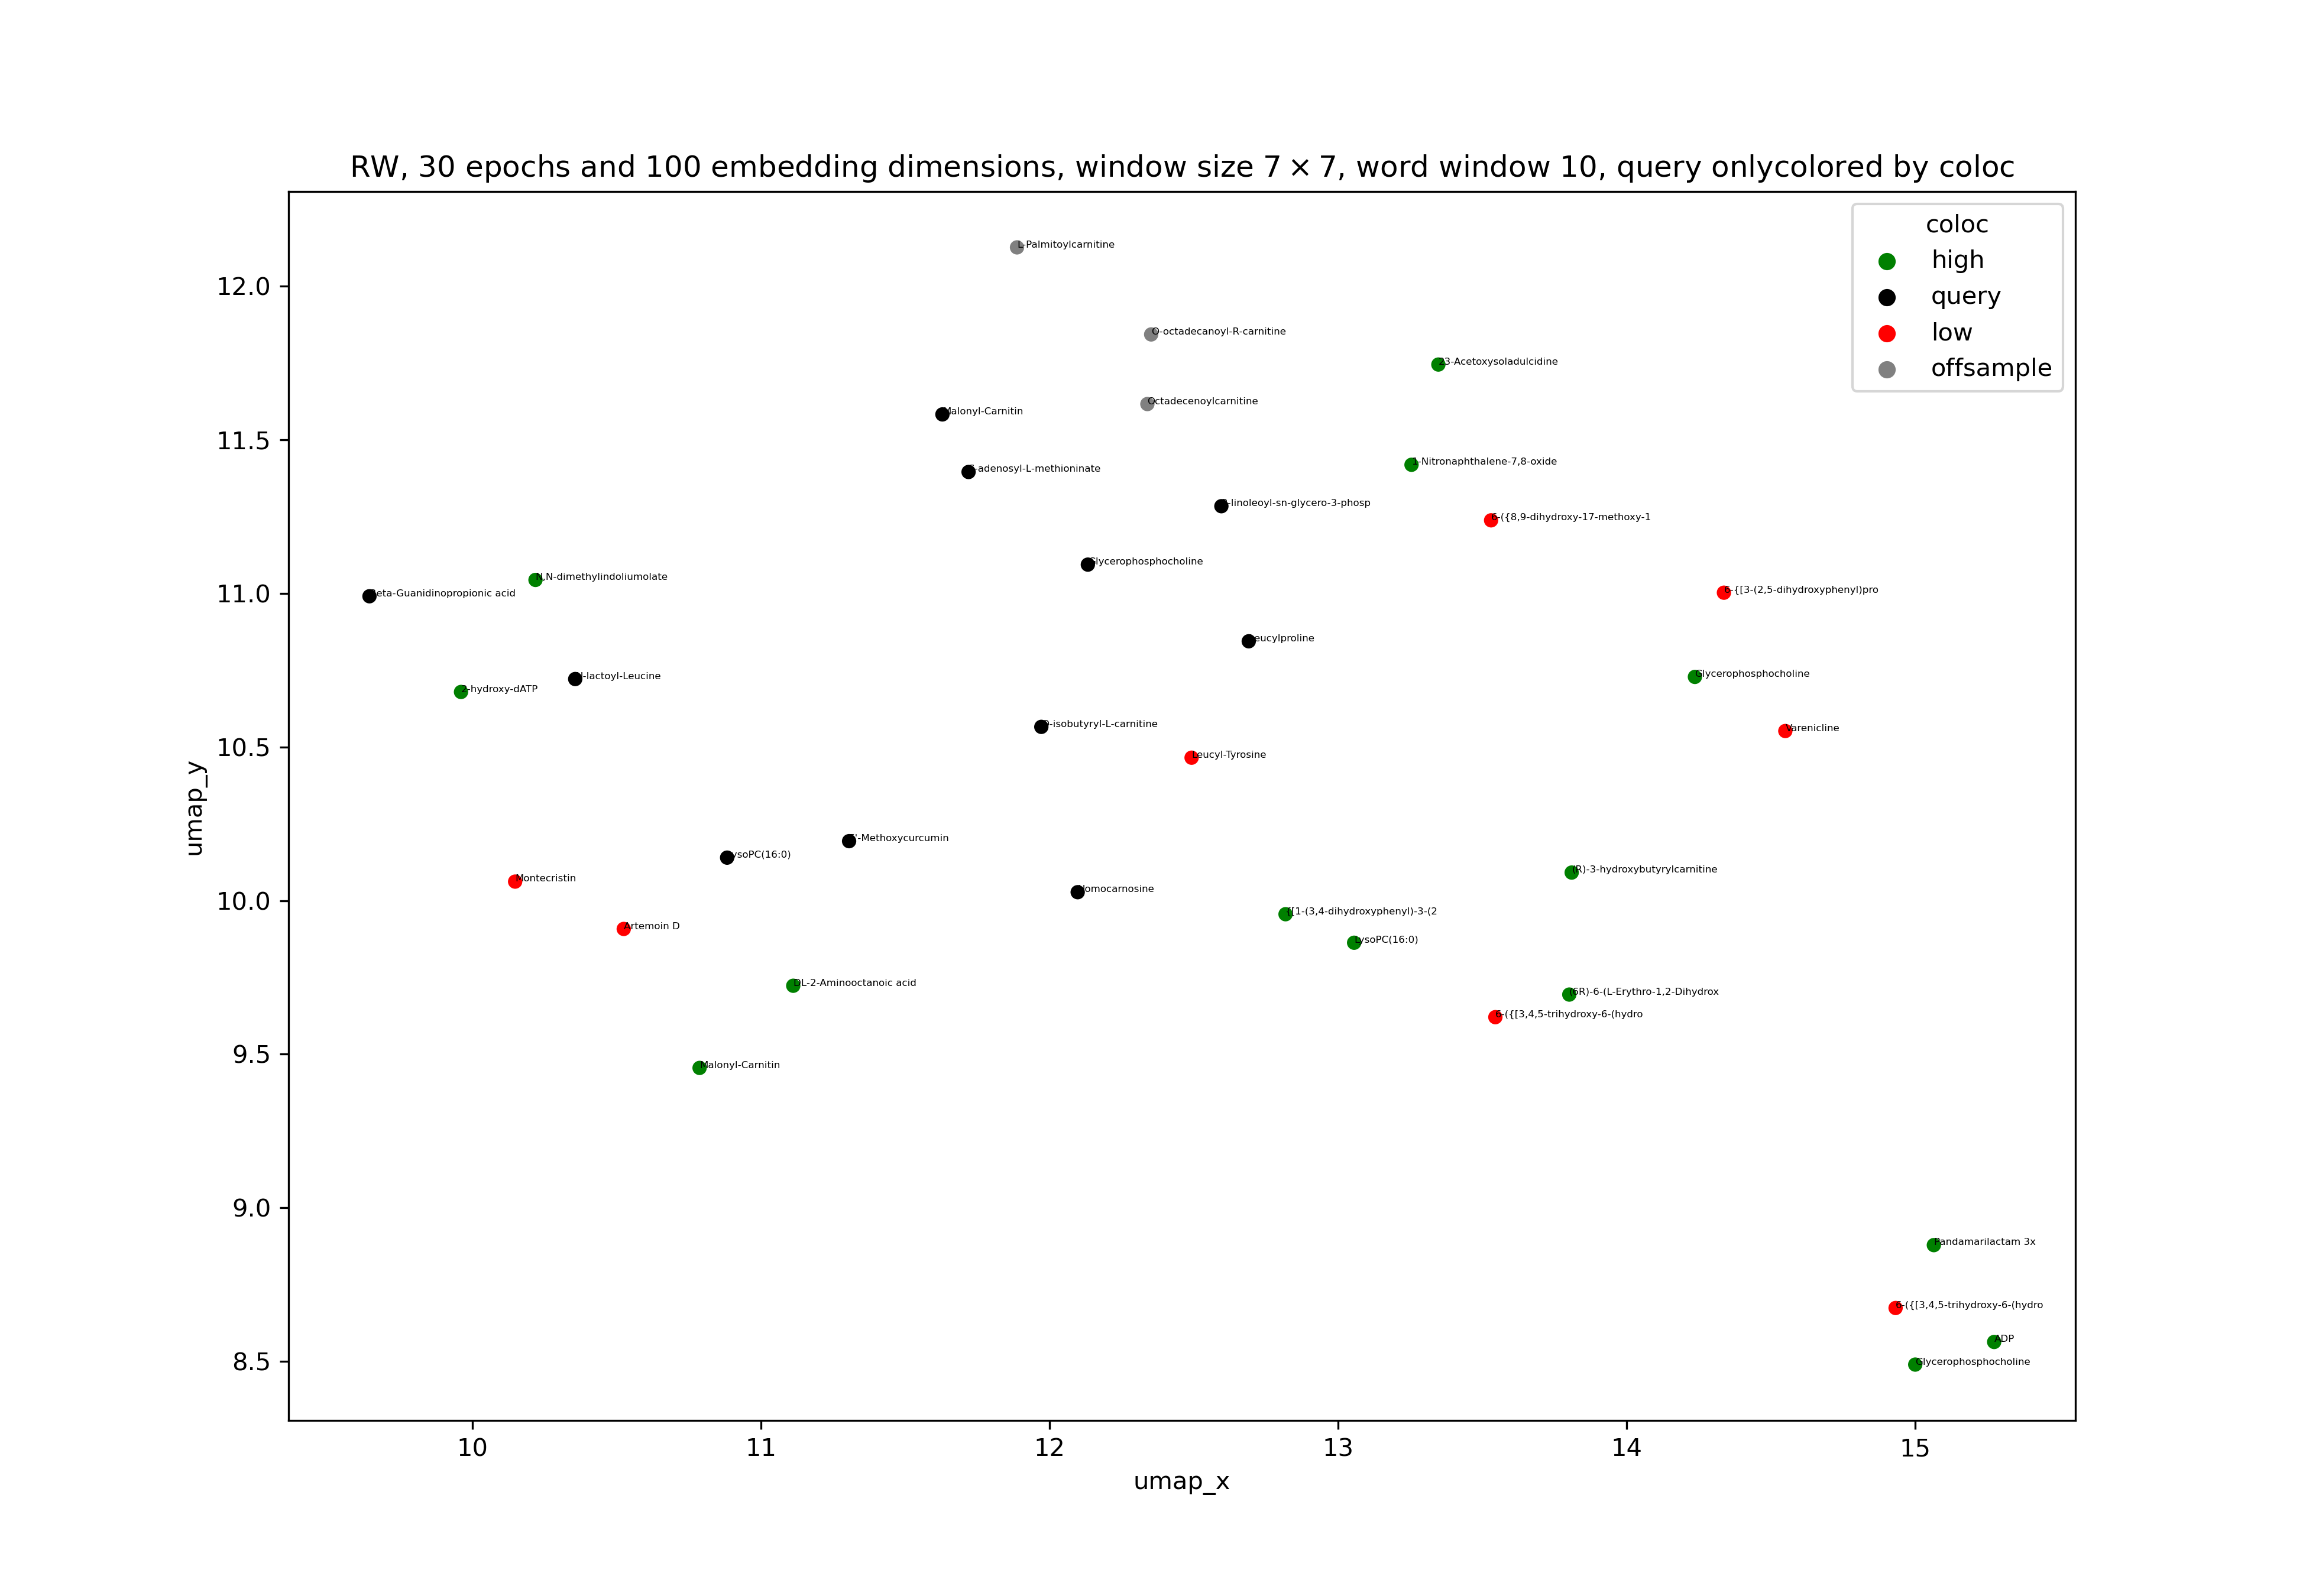 RW, 30 epochs and 100 embedding dimensions, window size 7 × 7, word window 10, query onlycolored by coloc
coloc
high
query
low
offsample
L-Palmitoylcarnitine
O-octadecanoyl-R-carnitine
23-Acetoxysoladulcidine
Octadecenoylcarnitine
Malonyl-Carnitin
1-Nitronaphthalene-7,8-oxide
-adenosyl-L-methioninate
-linoleoyl-sn-glycero-3-phosp
6-({8,9-dihydroxy-17-methoxy-1
Glycerophosphocholine
N,N-dimethylindoliumolate
Beta-Guanidinopropionic acid
6-{[3-(2,5-dihydroxyphenyl)pro
Leucylproline
N-lactoyl-Leucine
Glycerophosphocholine
2-hydroxy-dATP
O-isobutyryl-L-carnitine
Varenicline
Leucyl-Tyrosine
'-Methoxycurcumin
LysoPC(16:0)
Montecristin
(R)-3-hydroxybutyrylcarnitine
Homocarnosine
{[1-(3,4-dihydroxyphenyl)-3-(2
Artemoin D
LysoPC(16:0)
DL-2-Aminooctanoic acid
(6R)-6-(L-Erythro-1,2-Dihydrox
6-({[3,4,5-trihydroxy-6-(hydro
Malonyl-Carnitin
Pandamarilactam 3x
6-({[3,4,5-trihydroxy-6-(hydro
ADP
Glycerophosphocholine
12.0
11.5
11.0
10.5
10.0
9.5
9.0
8.5
umap_y
10 11 12 13 14 15
umap_x